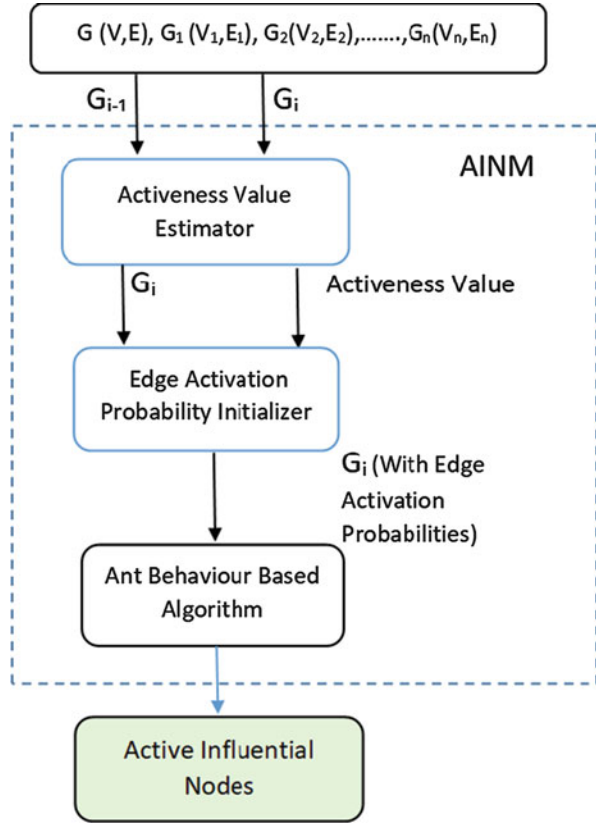 G (V,E), G₁ (V₁,E₁), G₂(V₂,E₂),.......,Gₙ(Vₙ,Eₙ)
Gᵢ₋₁
Gᵢ
AINM
Activeness Value
Estimator
Gᵢ
Activeness Value
Edge Activation
Probability Initializer
Gᵢ (With Edge
Activation
Probabilities)
Ant Behaviour Based
Algorithm
Active Influential
Nodes